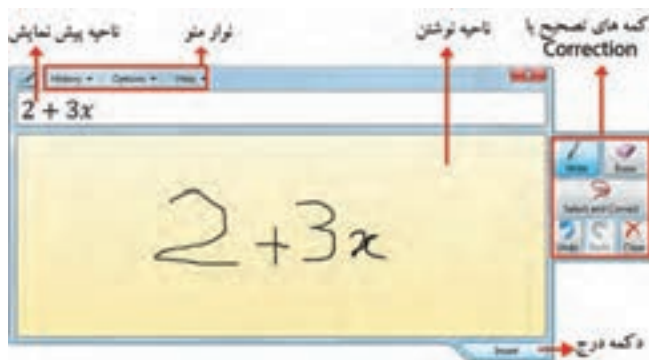 کمه های تصحیح یا
Correction
ناحیه نوشتن
نوار منو
ناحیه پیش نمایش
History Options Help
2 + 3x
2+3x
Write Erase
Select and Correct
Undo Redo Clear
Insert
دکمه درج